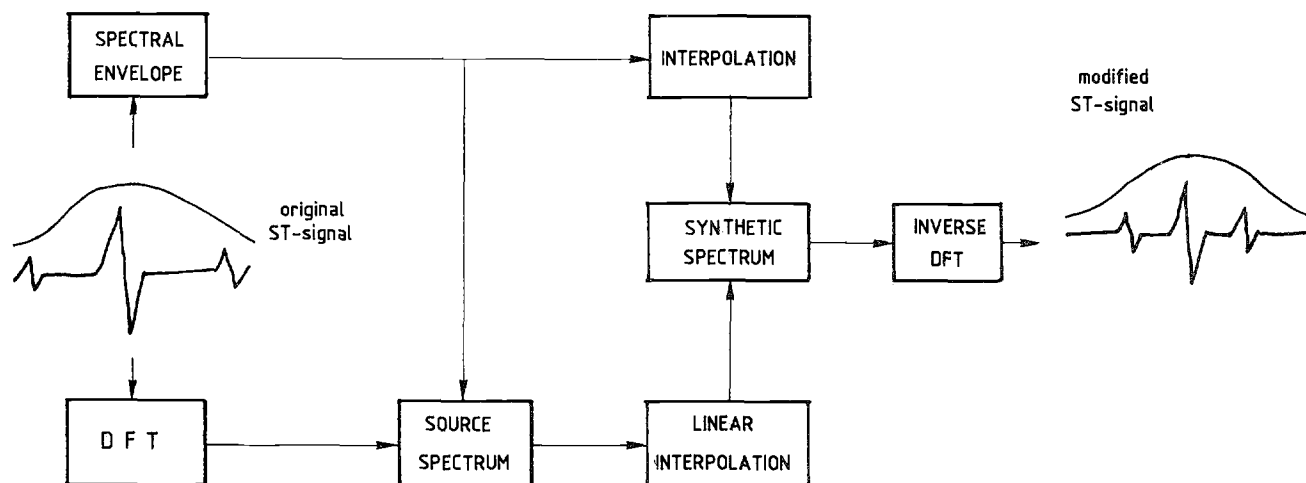 SPECTRAL
ENVELOPE
INTERPOLATION
modified
ST-signal
original
ST-signal
SYNTHETIC
SPECTRUM
INVERSE
DFT
D F T
SOURCE
SPECTRUM
LINEAR
INTERPOLATION